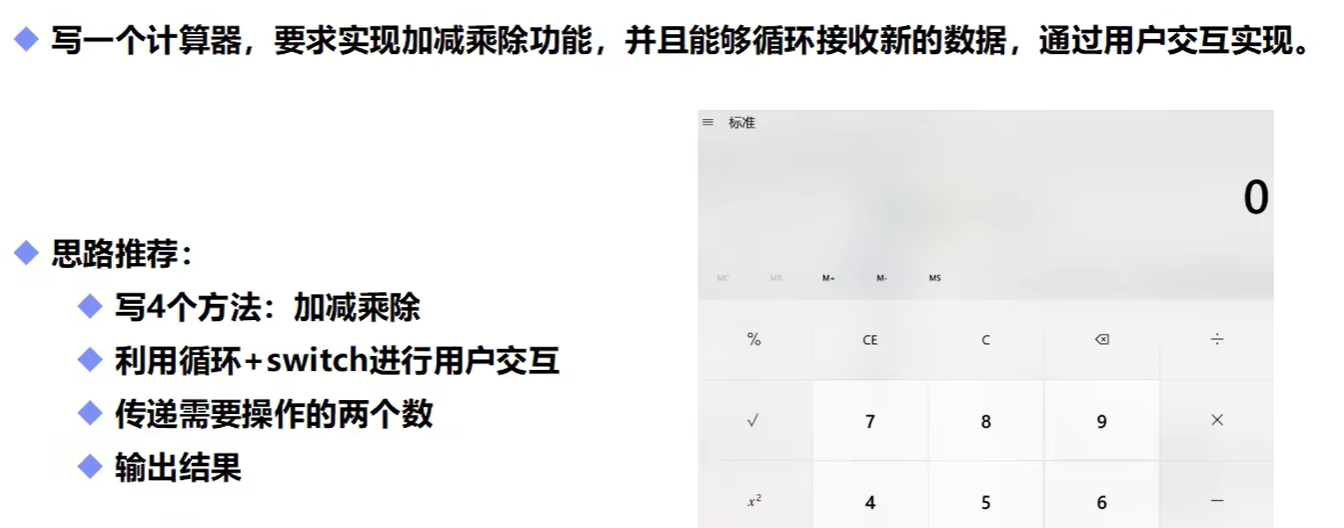 写一个计算器，要求实现加减乘除功能，并且能够循环接收新的数据，通过用户交互实现。
标准
0
思路推荐：
MC MR M+ M- MS
写4个方法：加减乘除
% CE C ÷
利用循环+switch进行用户交互
传递需要操作的两个数
√ 7 8 9 ×
输出结果
x² 4 5 6 −